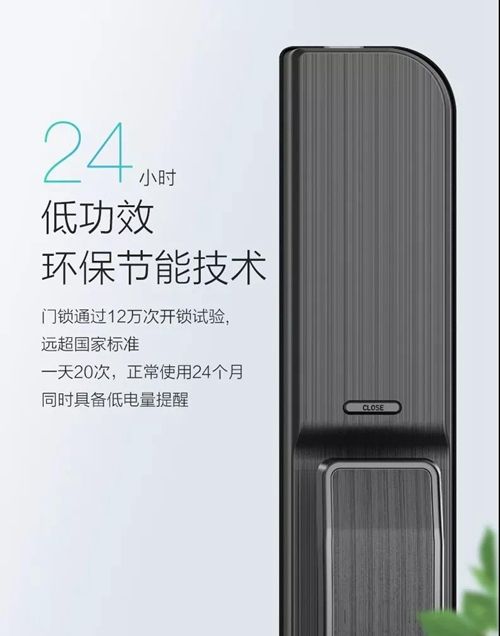 24小时
低功效
环保节能技术
门锁通过12万次开锁试验,
远超国家标准
一天20次，正常使用24个月
同时具备低电量提醒
CLOSE